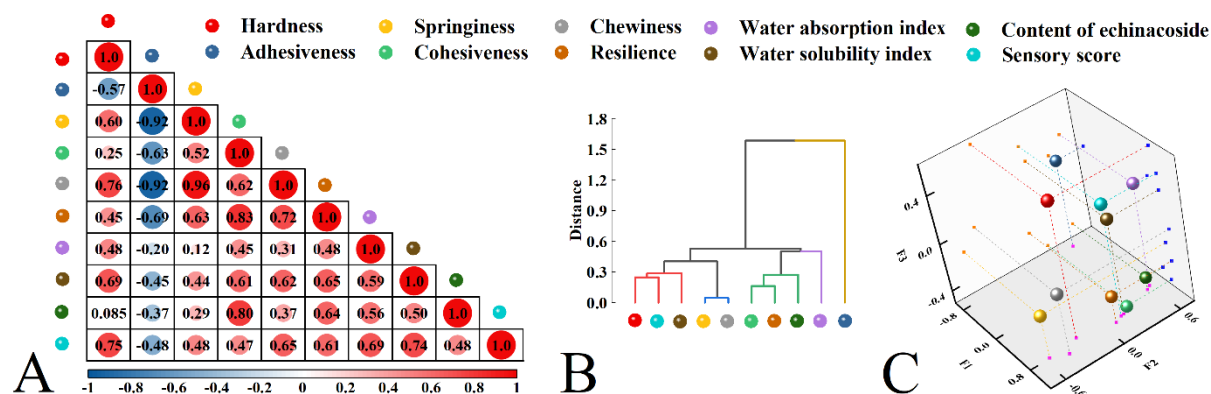 Hardness Springiness Chewiness Water absorption index Content of echinacoside
Adhesiveness Cohesiveness Resilience Water solubility index Sensory score
1.0
-0.57 1.0
0.60 -0.92 1.0
0.25 -0.63 0.52 1.0
0.76 -0.92 0.96 0.62 1.0
0.45 -0.69 0.63 0.83 0.72 1.0
0.48 -0.20 0.12 0.45 0.31 0.48 1.0
0.69 -0.45 0.44 0.61 0.62 0.65 0.59 1.0
0.085 -0.37 0.29 0.80 0.37 0.64 0.56 0.50 1.0
0.75 -0.48 0.48 0.47 0.65 0.61 0.69 0.74 0.48 1.0
-1 -0.8 -0.6 -0.4 -0.2 0 0.2 0.4 0.6 0.8 1
A
1.8
1.5
1.2
0.9
0.6
0.3
0.0
Distance
B
0.4
0.0
-0.4
F3
-0.8
0.0
0.8
F1
-0.6
0.0
0.6
F2
C